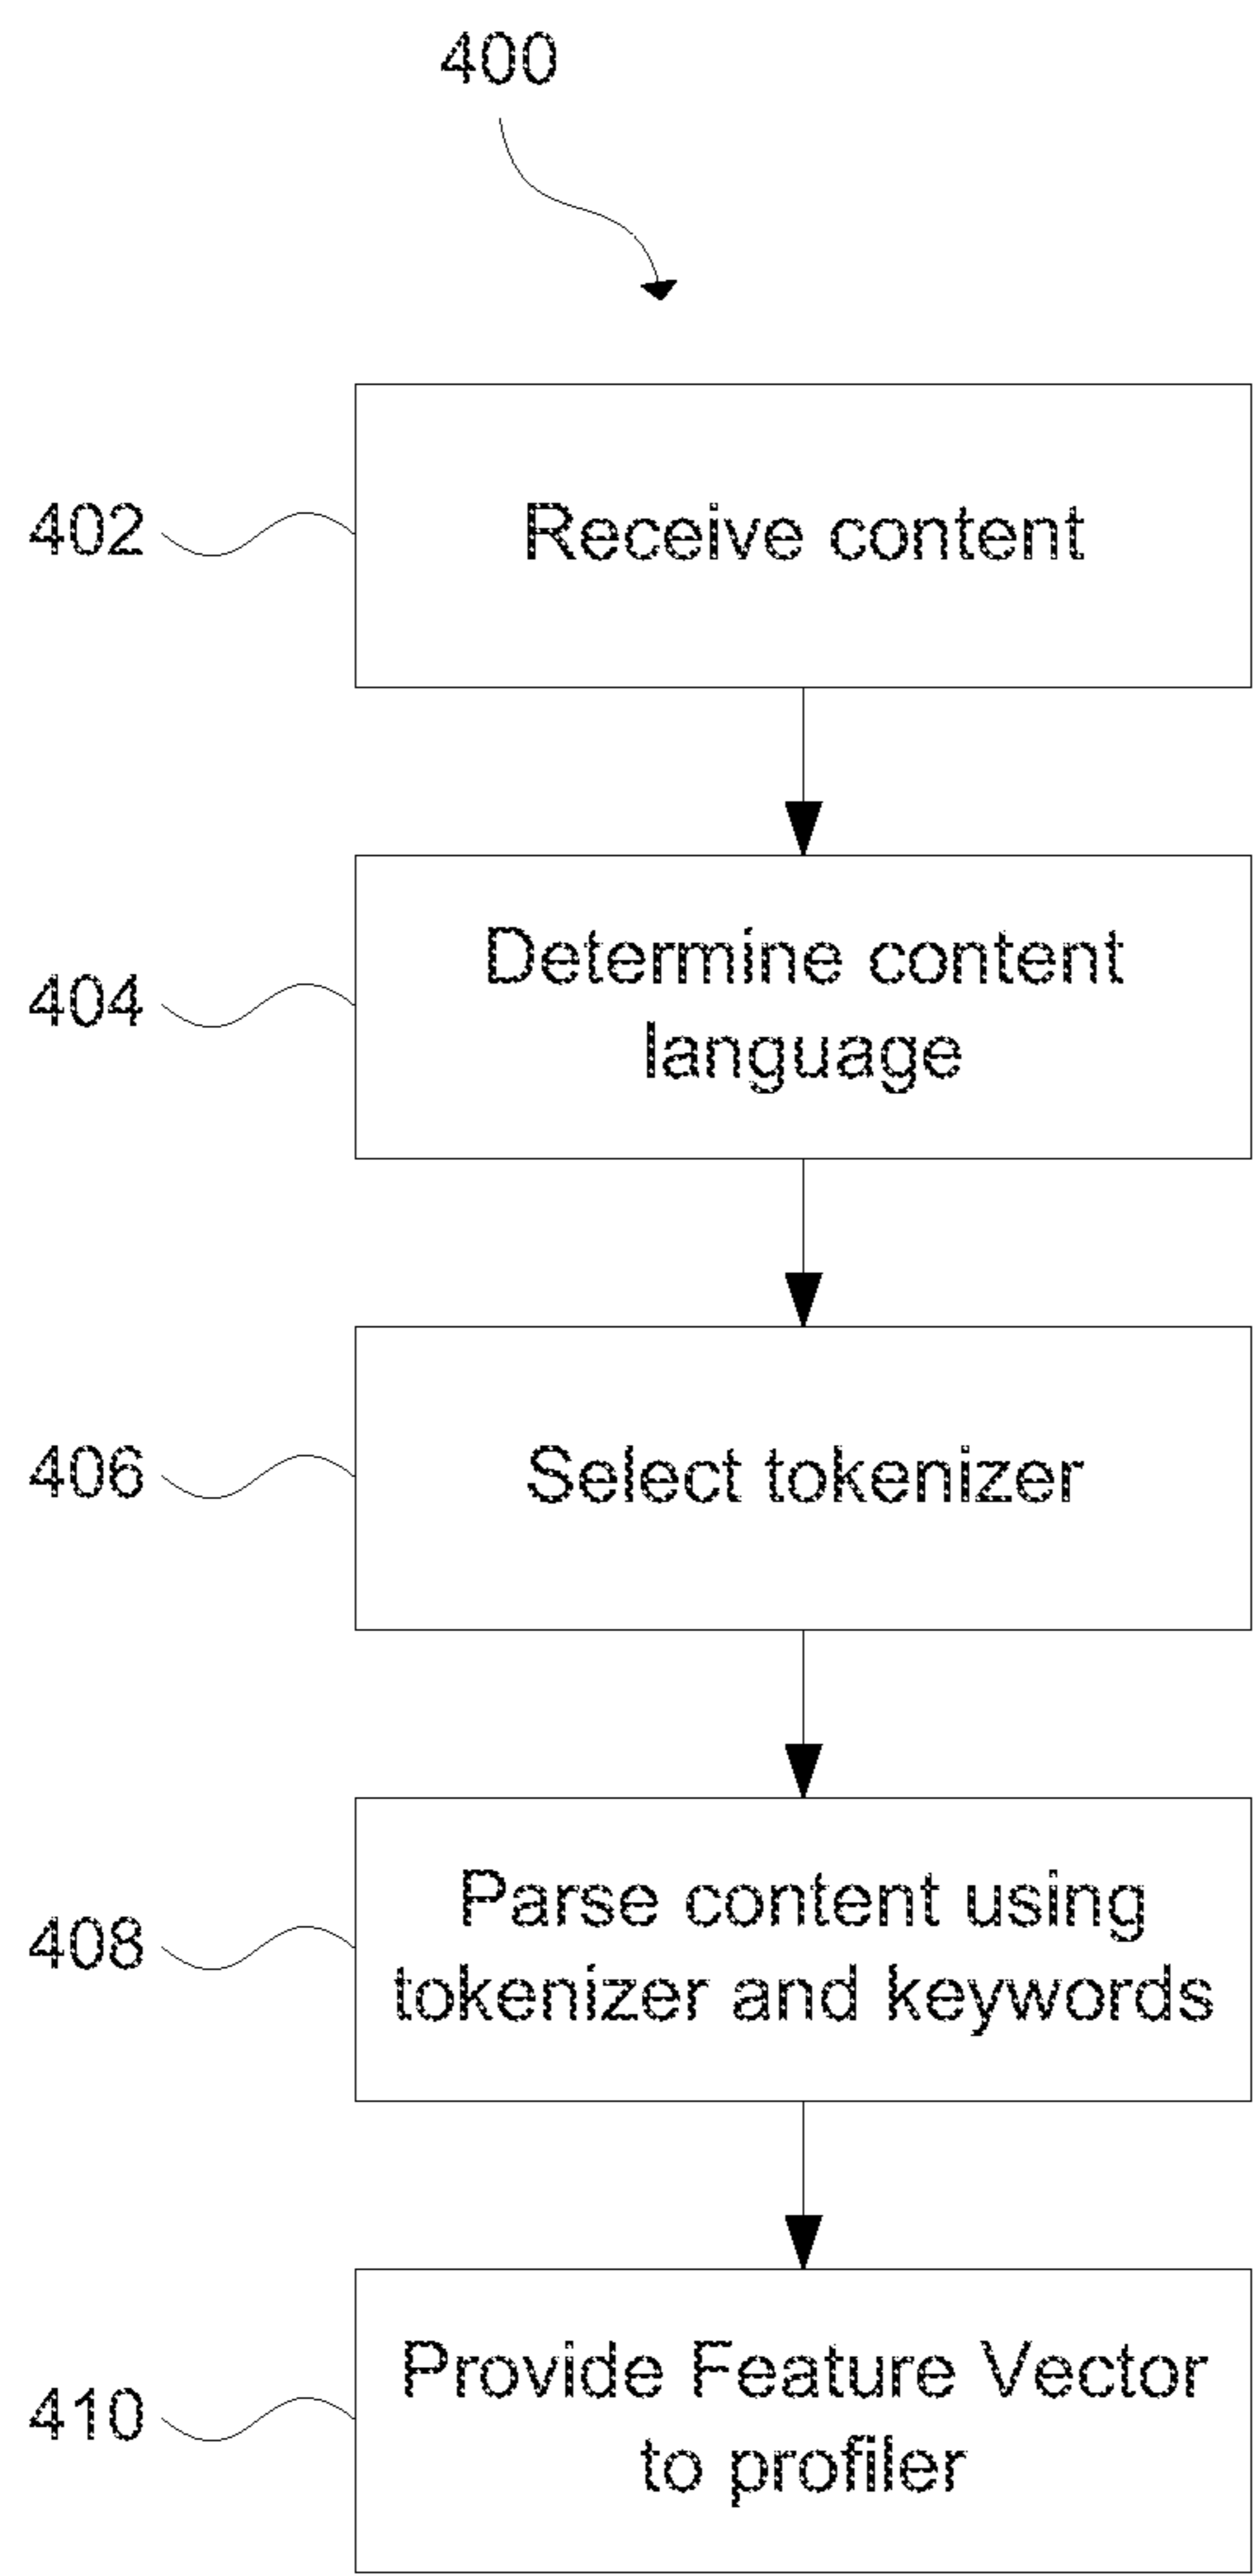 400
402
Receive content
404
Determine content
language
406
Select tokenizer
408
Parse content using
tokenizer and keywords
410
Provide Feature Vector
to profiler